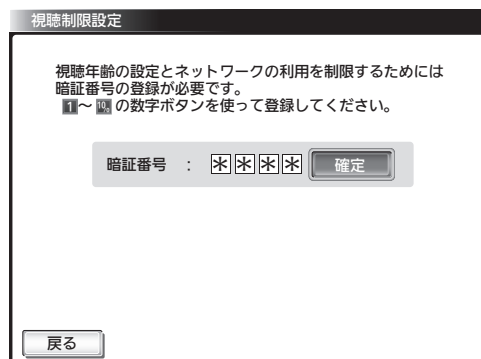 視聴制限設定
視聴年齢の設定とネットワークの利用を制限するためには
暗証番号の登録が必要です。
1～10 の数字ボタンを使って登録してください。
暗証番号 : ＊＊＊＊ 確定
戻る